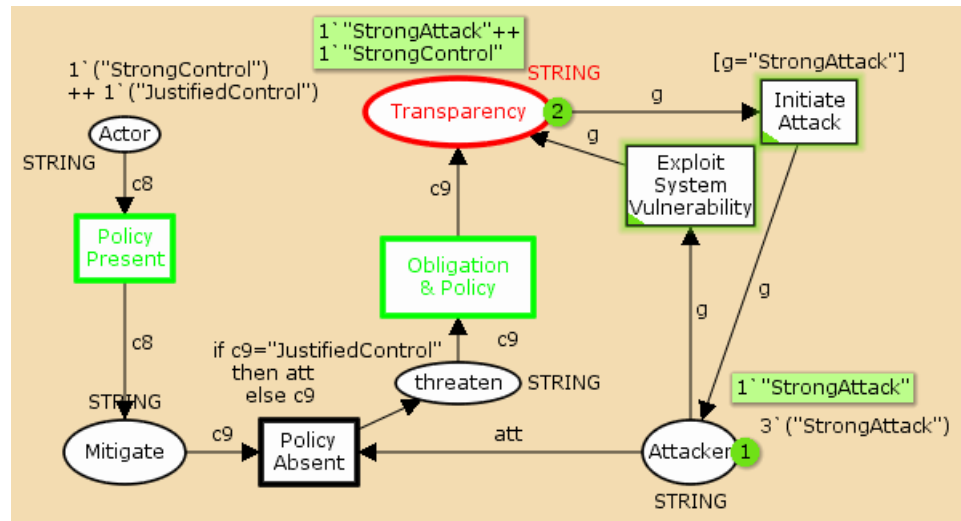 1`"StrongAttack"++
1`"StrongControl"
1`("StrongControl")
++ 1`("JustifiedControl")
STRING
[g="StrongAttack"]
Transparency
2
g
Initiate
Attack
Actor
STRING
g
Exploit
System
Vulnerability
c8
c9
Policy
Present
Obligation
& Policy
g
g
c8
if c9="JustifiedControl"
then att
else c9
c9
threaten
STRING
1`"StrongAttack"
3`("StrongAttack")
STRING
Mitigate
c9
Policy
Absent
att
Attacker
1
STRING